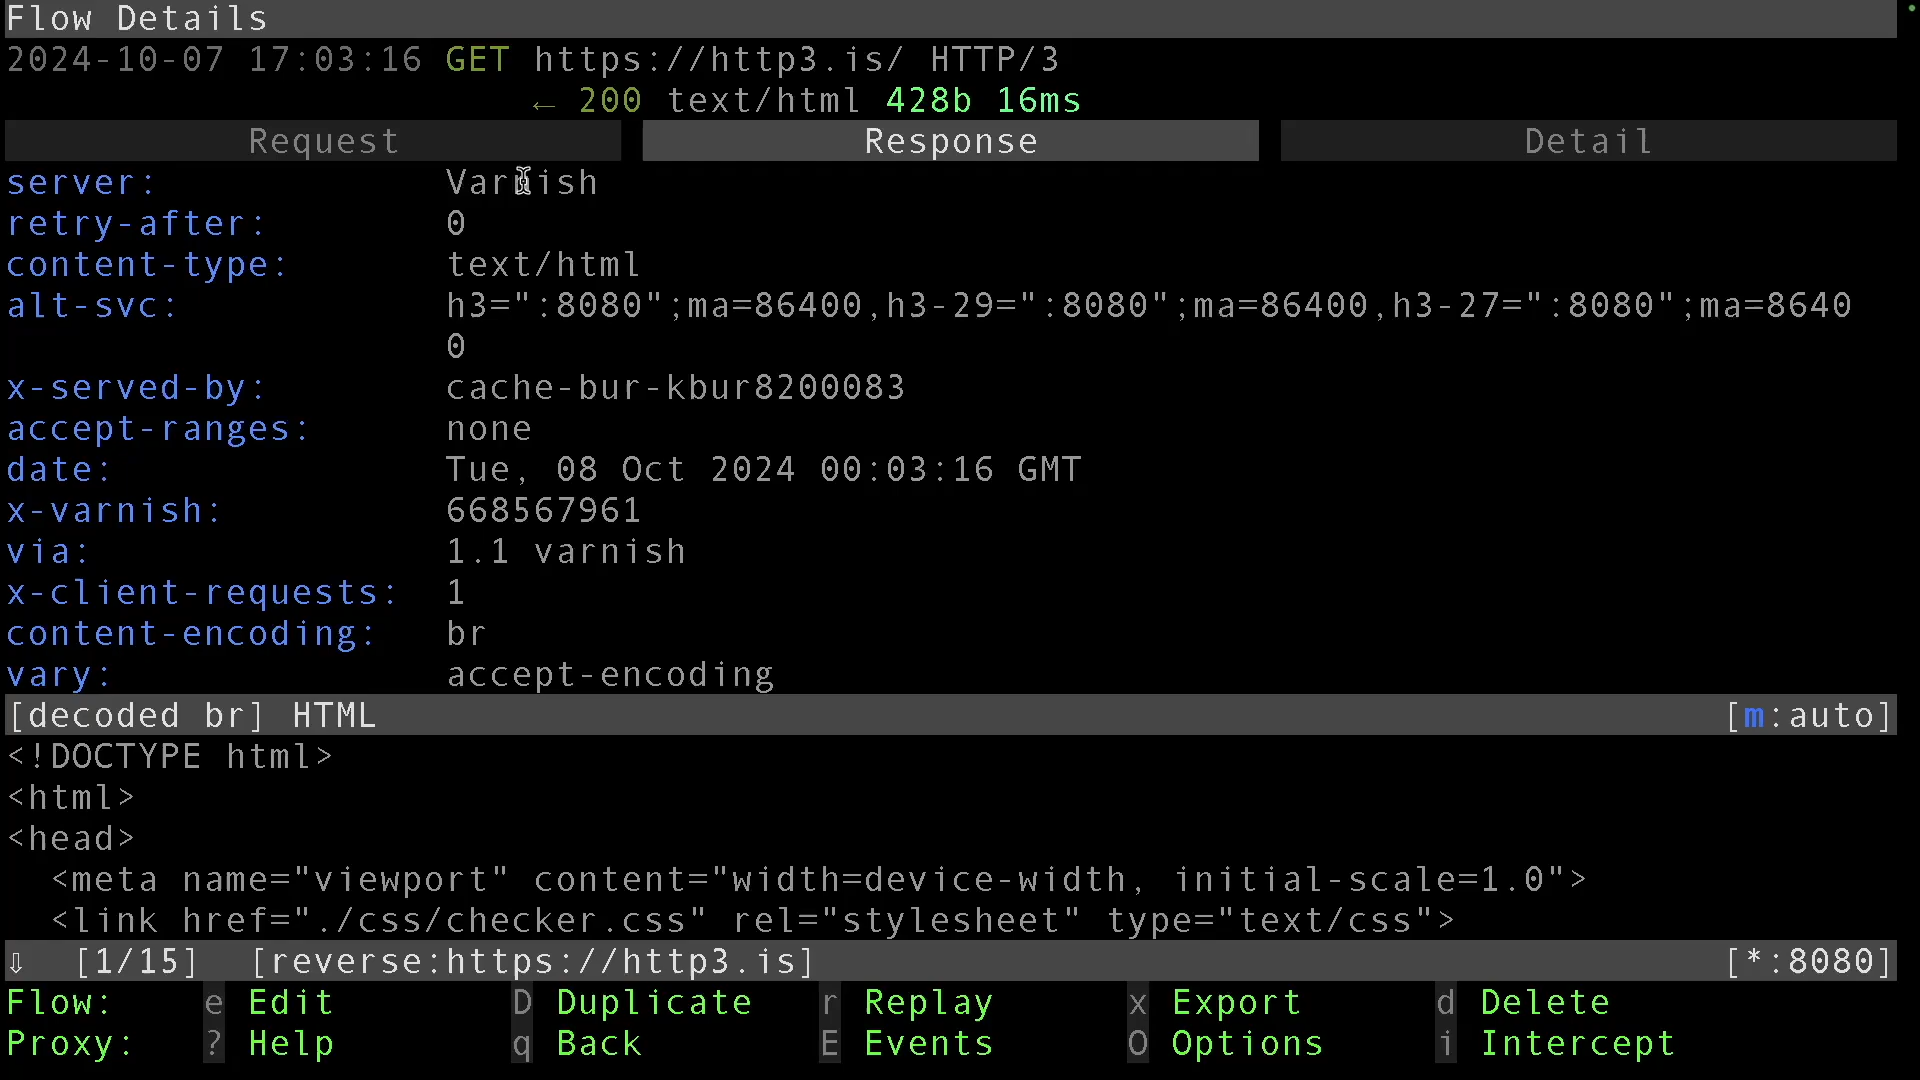 Flow Details
2024-10-07 17:03:16 GET https://http3.is/ HTTP/3
← 200 text/html 428b 16ms
Request Response Detail
server: Varnish
retry-after: 0
content-type: text/html
alt-svc: h3=":8080";ma=86400,h3-29=":8080";ma=86400,h3-27=":8080";ma=8640
0
x-served-by: cache-bur-kbur8200083
accept-ranges: none
date: Tue, 08 Oct 2024 00:03:16 GMT
x-varnish: 668567961
via: 1.1 varnish
x-client-requests: 1
content-encoding: br
vary: accept-encoding
[decoded br] HTML [m:auto]
<!DOCTYPE html>
<html>
<head>
<meta name="viewport" content="width=device-width, initial-scale=1.0">
<link href="./css/checker.css" rel="stylesheet" type="text/css">
⇩ [1/15] [reverse:https://http3.is] [*:8080]
Flow: e Edit D Duplicate r Replay x Export d Delete
Proxy: ? Help q Back E Events O Options i Intercept